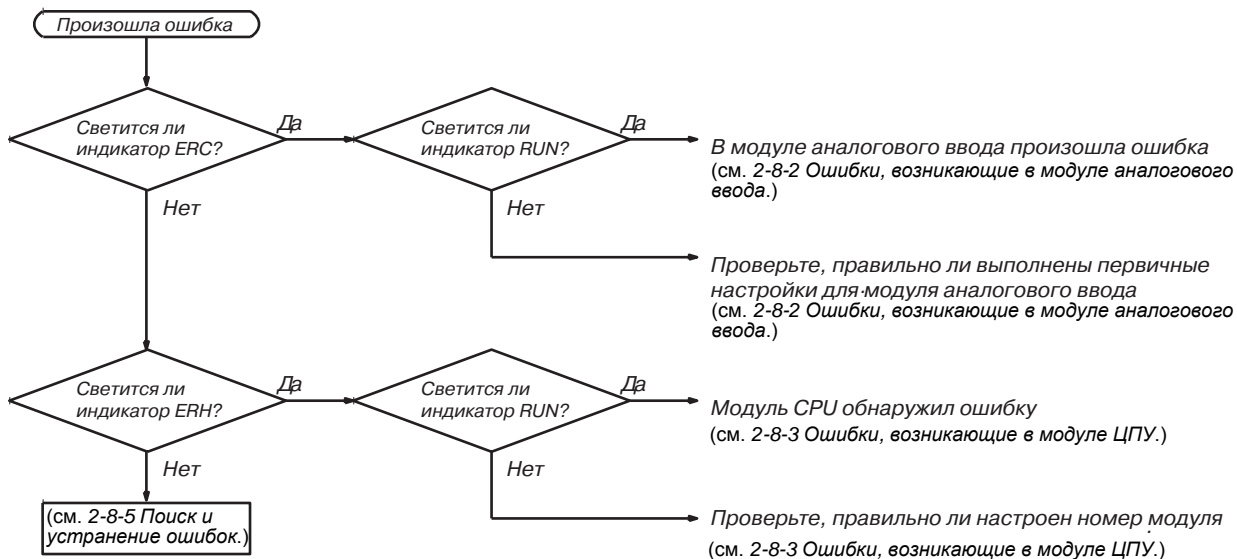 Произошла ошибка
Светится ли
индикатор ERC?
Да
Светится ли
индикатор RUN?
Да
В модуле аналогового ввода произошла ошибка
(см. 2-8-2 Ошибки, возникающие в модуле аналогового
ввода.)
Нет
Нет
Проверьте, правильно ли выполнены первичные
настройки для модуля аналогового ввода
(см. 2-8-2 Ошибки, возникающие в модуле аналогового
ввода.)
Светится ли
индикатор ERH?
Да
Светится ли
индикатор RUN?
Да
Модуль CPU обнаружил ошибку
(см. 2-8-3 Ошибки, возникающие в модуле ЦПУ.)
Нет
Нет
(см. 2-8-5 Поиск и
устранение ошибок.)
Проверьте, правильно ли настроен номер модуля
(см. 2-8-3 Ошибки, возникающие в модуле ЦПУ.)